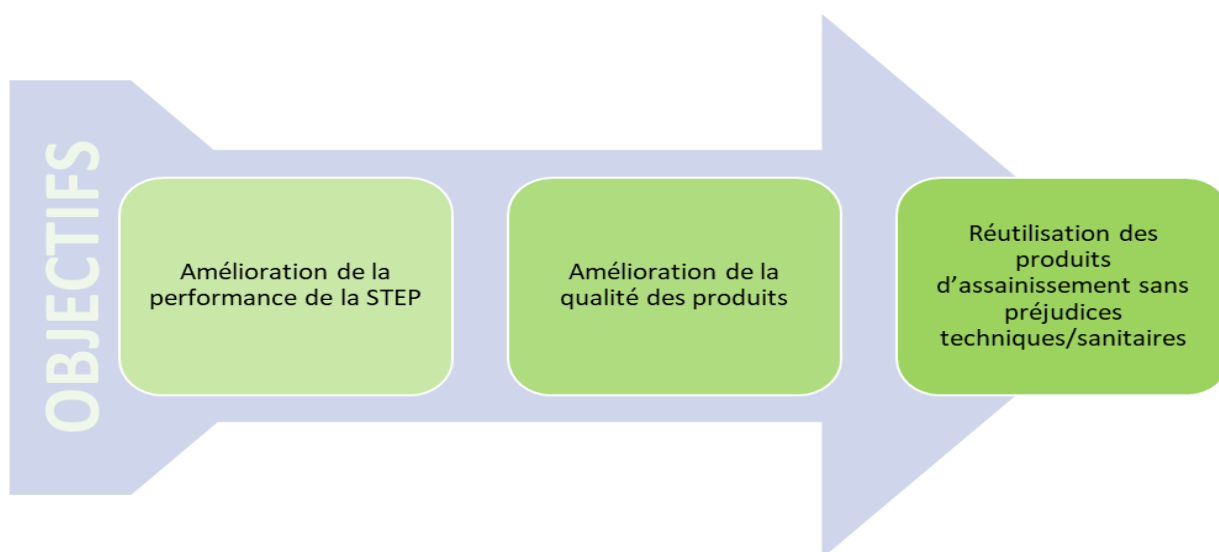 OBJECTIFS
Amélioration de la
performance de la STEP
Amélioration de la
qualité des produits
Réutilisation des
produits
d’assainissement sans
préjudices
techniques/sanitaires